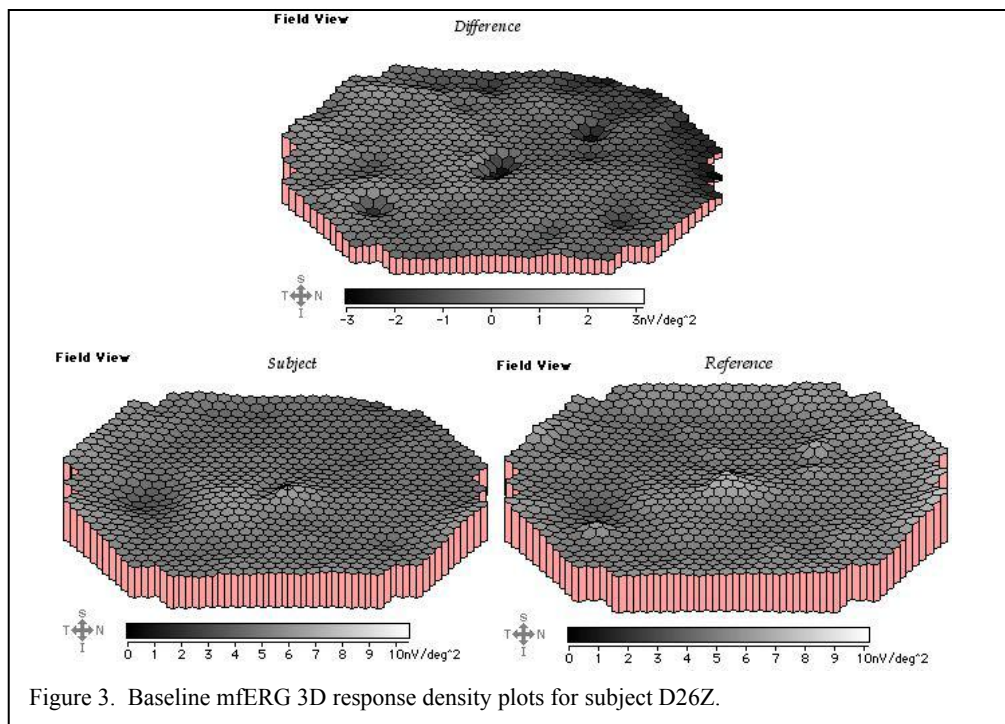 Field View
Difference
S
T N
I
-3 -2 -1 0 1 2 3nV/deg^2
Field View
Subject
S
T N
I
0 1 2 3 4 5 6 7 8 9 10nV/deg^2
Field View
Reference
S
T N
I
0 1 2 3 4 5 6 7 8 9 10nV/deg^2
Figure 3. Baseline mfERG 3D response density plots for subject D26Z.